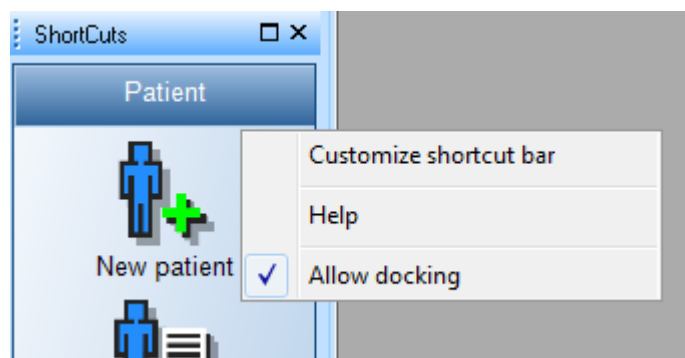 ShortCuts
Patient
Customize shortcut bar
Help
New patient
Allow docking